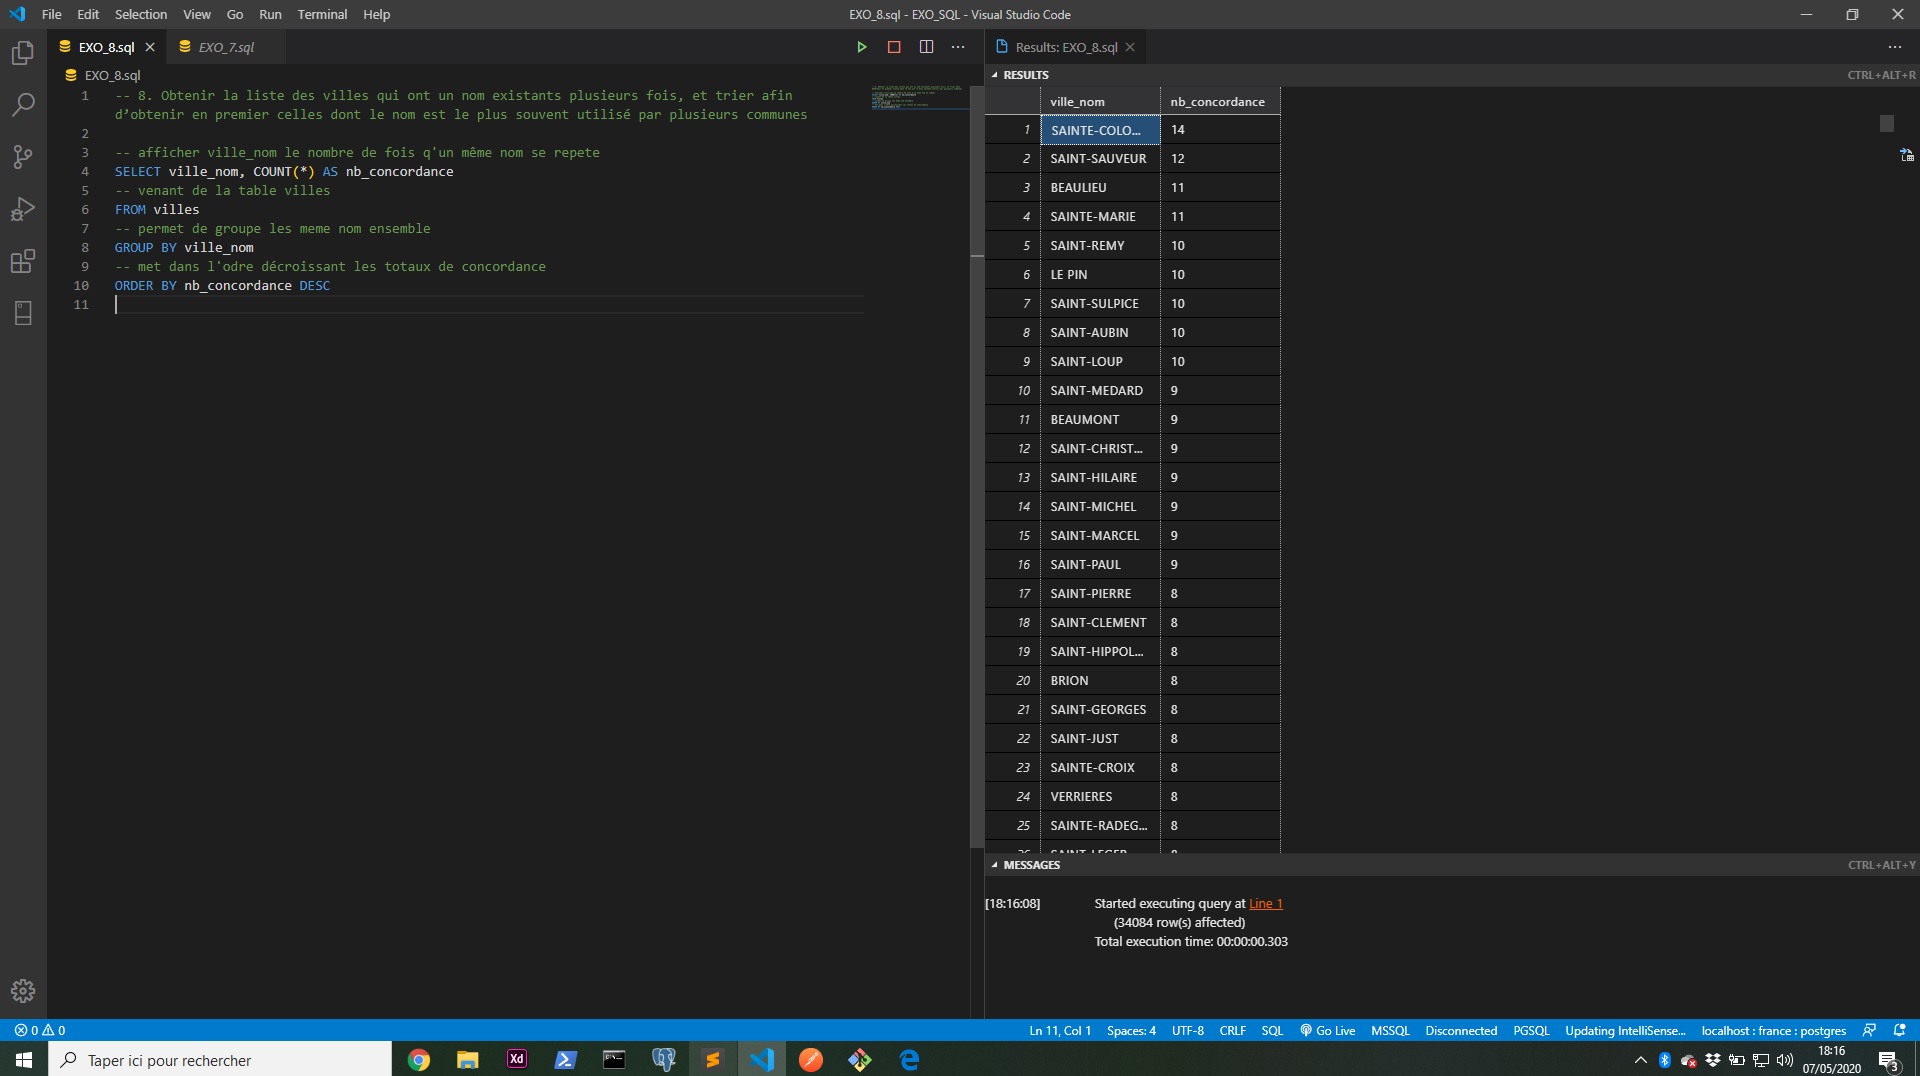 File Edit Selection View Go Run Terminal Help
EXO_8.sql - EXO_SQL - Visual Studio Code
EXO_8.sql
EXO_7.sql
EXO_8.sql
1 -- 8. Obtenir la liste des villes qui ont un nom existants plusieurs fois, et trier afin
d’obtenir en premier celles dont le nom est le plus souvent utilisé par plusieurs communes
2
3 -- afficher ville_nom le nombre de fois q'un même nom se repete
4 SELECT ville_nom, COUNT(*) AS nb_concordance
5 -- venant de la table villes
6 FROM villes
7 -- permet de groupe les meme nom ensemble
8 GROUP BY ville_nom
9 -- met dans l'odre décroissant les totaux de concordance
10 ORDER BY nb_concordance DESC
11
Results: EXO_8.sql
RESULTS CTRL+ALT+R
ville_nom nb_concordance
1 SAINTE-COLO... 14
2 SAINT-SAUVEUR 12
3 BEAULIEU 11
4 SAINTE-MARIE 11
5 SAINT-REMY 10
6 LE PIN 10
7 SAINT-SULPICE 10
8 SAINT-AUBIN 10
9 SAINT-LOUP 10
10 SAINT-MEDARD 9
11 BEAUMONT 9
12 SAINT-CHRIST... 9
13 SAINT-HILAIRE 9
14 SAINT-MICHEL 9
15 SAINT-MARCEL 9
16 SAINT-PAUL 9
17 SAINT-PIERRE 8
18 SAINT-CLEMENT 8
19 SAINT-HIPPOL... 8
20 BRION 8
21 SAINT-GEORGES 8
22 SAINT-JUST 8
23 SAINTE-CROIX 8
24 VERRIERES 8
25 SAINTE-RADEG... 8
26 SAINT-LEGER 8
MESSAGES CTRL+ALT+Y
[18:16:08] Started executing query at Line 1
(34084 row(s) affected)
Total execution time: 00:00:00.303
0 0 Ln 11, Col 1 Spaces: 4 UTF-8 CRLF SQL Go Live MSSQL Disconnected PGSQL Updating IntelliSense... localhost : france : postgres
Taper ici pour rechercher
Xd
18:16
07/05/2020
3